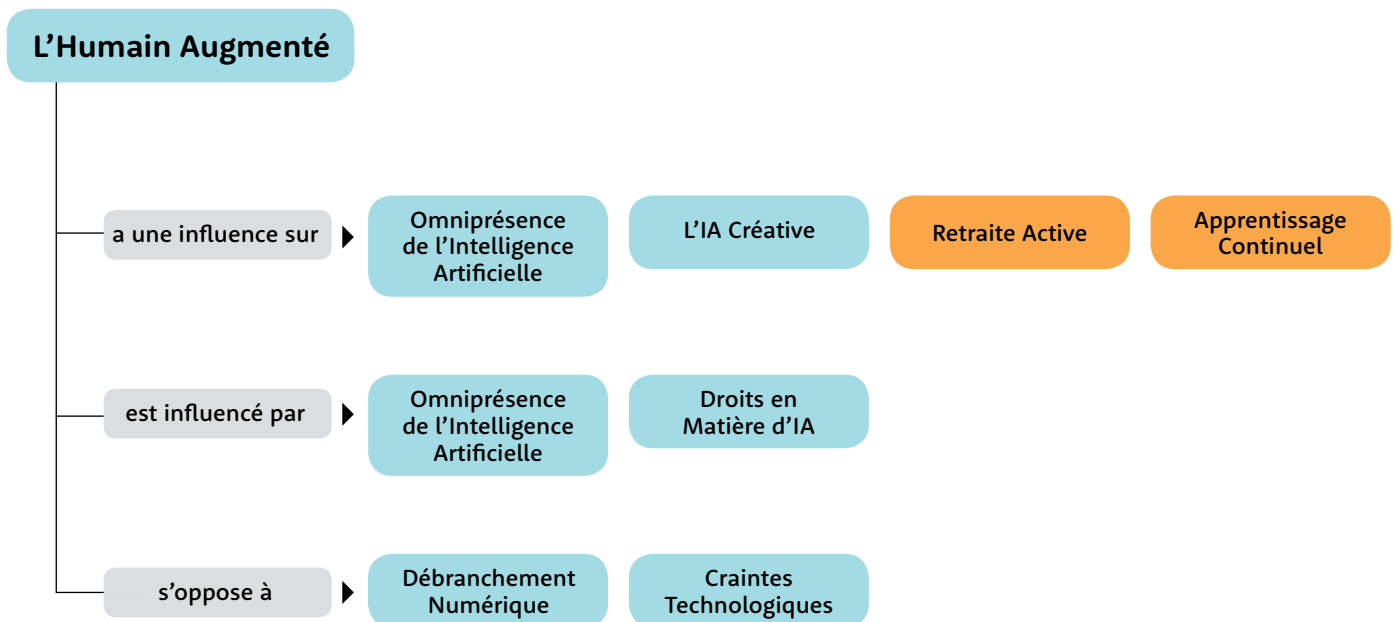 L’Humain Augmenté
a une influence sur
Omniprésence
de l’Intelligence
Artificielle
L’IA Créative
Retraite Active
Apprentissage
Continuel
est influencé par
Omniprésence
de l’Intelligence
Artificielle
Droits en
Matière d’IA
s’oppose à
Débranchement
Numérique
Craintes
Technologiques